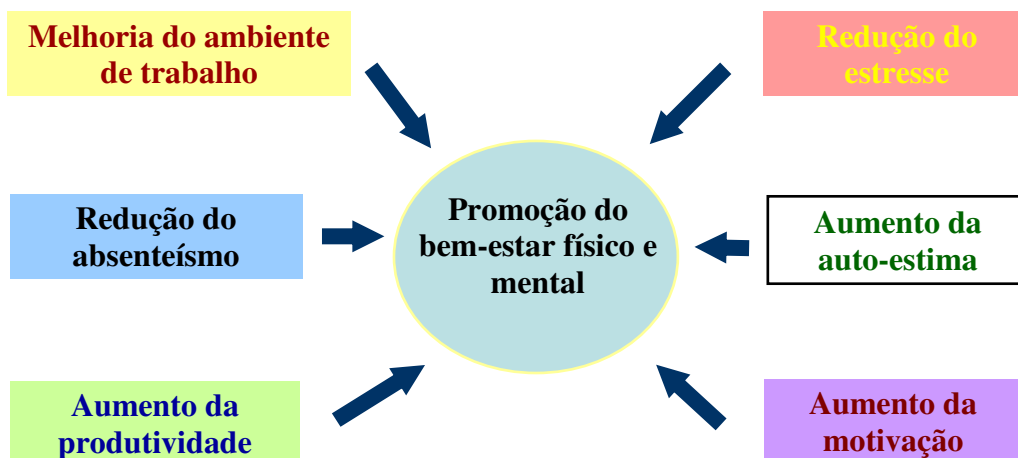 Melhoria do ambiente
de trabalho
Redução do
estresse
Redução do
absenteísmo
Promoção do
bem-estar físico e
mental
Aumento da
auto-estima
Aumento da
produtividade
Aumento da
motivação